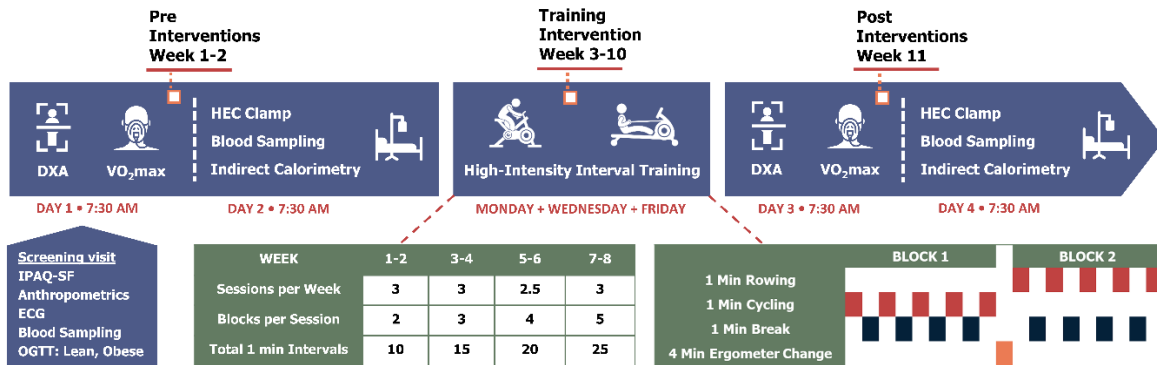 Pre
Interventions
Week 1-2
Training
Intervention
Week 3-10
Post
Interventions
Week 11
DXA
VO₂max
HEC Clamp
Blood Sampling
Indirect Calorimetry
High-Intensity Interval Training
DXA
VO₂max
HEC Clamp
Blood Sampling
Indirect Calorimetry
DAY 1 • 7:30 AM
DAY 2 • 7:30 AM
MONDAY + WEDNESDAY + FRIDAY
DAY 3 • 7:30 AM
DAY 4 • 7:30 AM
Screening visit
IPAQ-SF
Anthropometrics
ECG
Blood Sampling
OGTT: Lean, Obese
WEEK 1-2 3-4 5-6 7-8
Sessions per Week 3 3 2.5 3
Blocks per Session 2 3 4 5
Total 1 min Intervals 10 15 20 25
BLOCK 1 BLOCK 2
1 Min Rowing
1 Min Cycling
1 Min Break
4 Min Ergometer Change